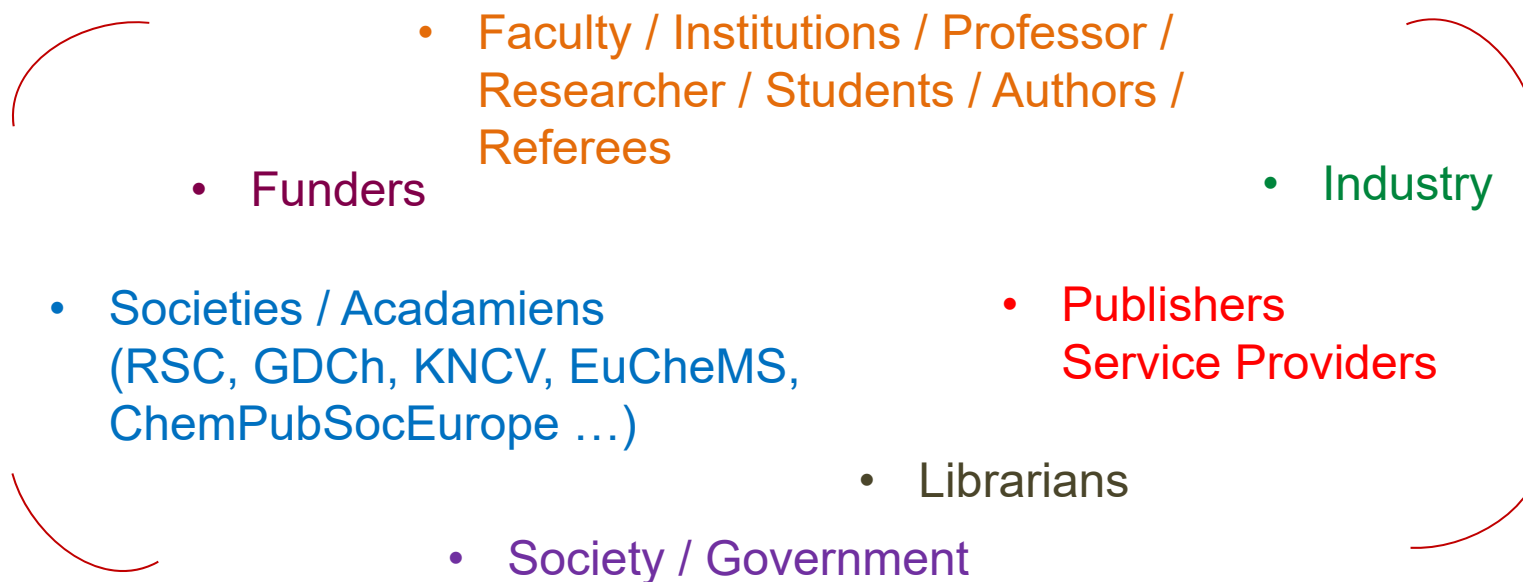 • Faculty / Institutions / Professor /
Researcher / Students / Authors /
Referees
• Funders
• Industry
• Societies / Acadamiens
(RSC, GDCh, KNCV, EuCheMS,
ChemPubSocEurope …)
• Publishers
Service Providers
• Librarians
• Society / Government